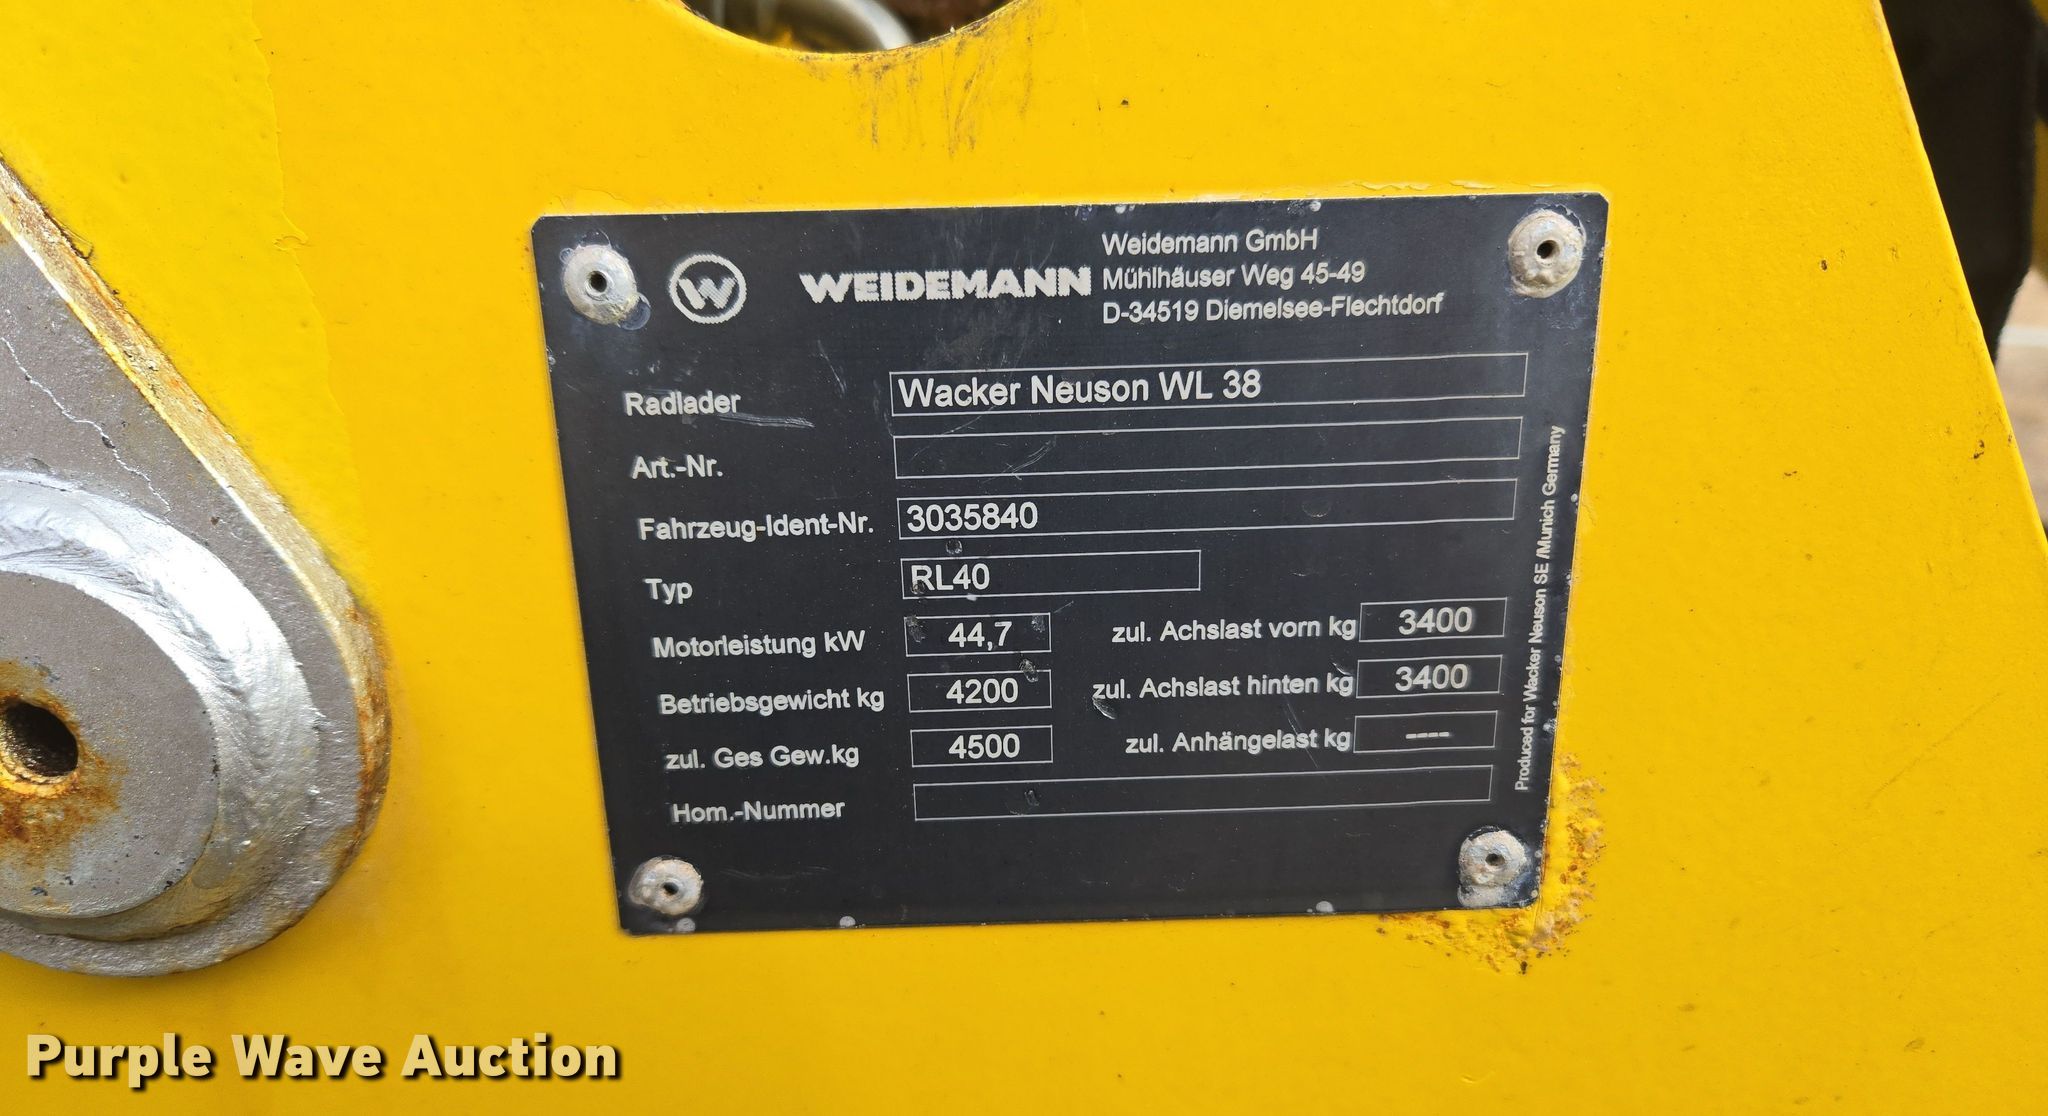 W WEIDEMANN
Weidemann GmbH
Mühlhäuser Weg 45-49
D-34519 Diemelsee-Flechtdorf
Radlader Wacker Neuson WL 38
Art.-Nr.
Fahrzeug-Ident-Nr. 3035840
Typ RL40
Motorleistung kW 44,7 zul. Achslast vorn kg 3400
Betriebsgewicht kg 4200 zul. Achslast hinten kg 3400
zul. Ges Gew.kg 4500 zul. Anhängelast kg ----
Hom.-Nummer
Produced for Wacker Neuson SE /Munich Germany
Purple Wave Auction